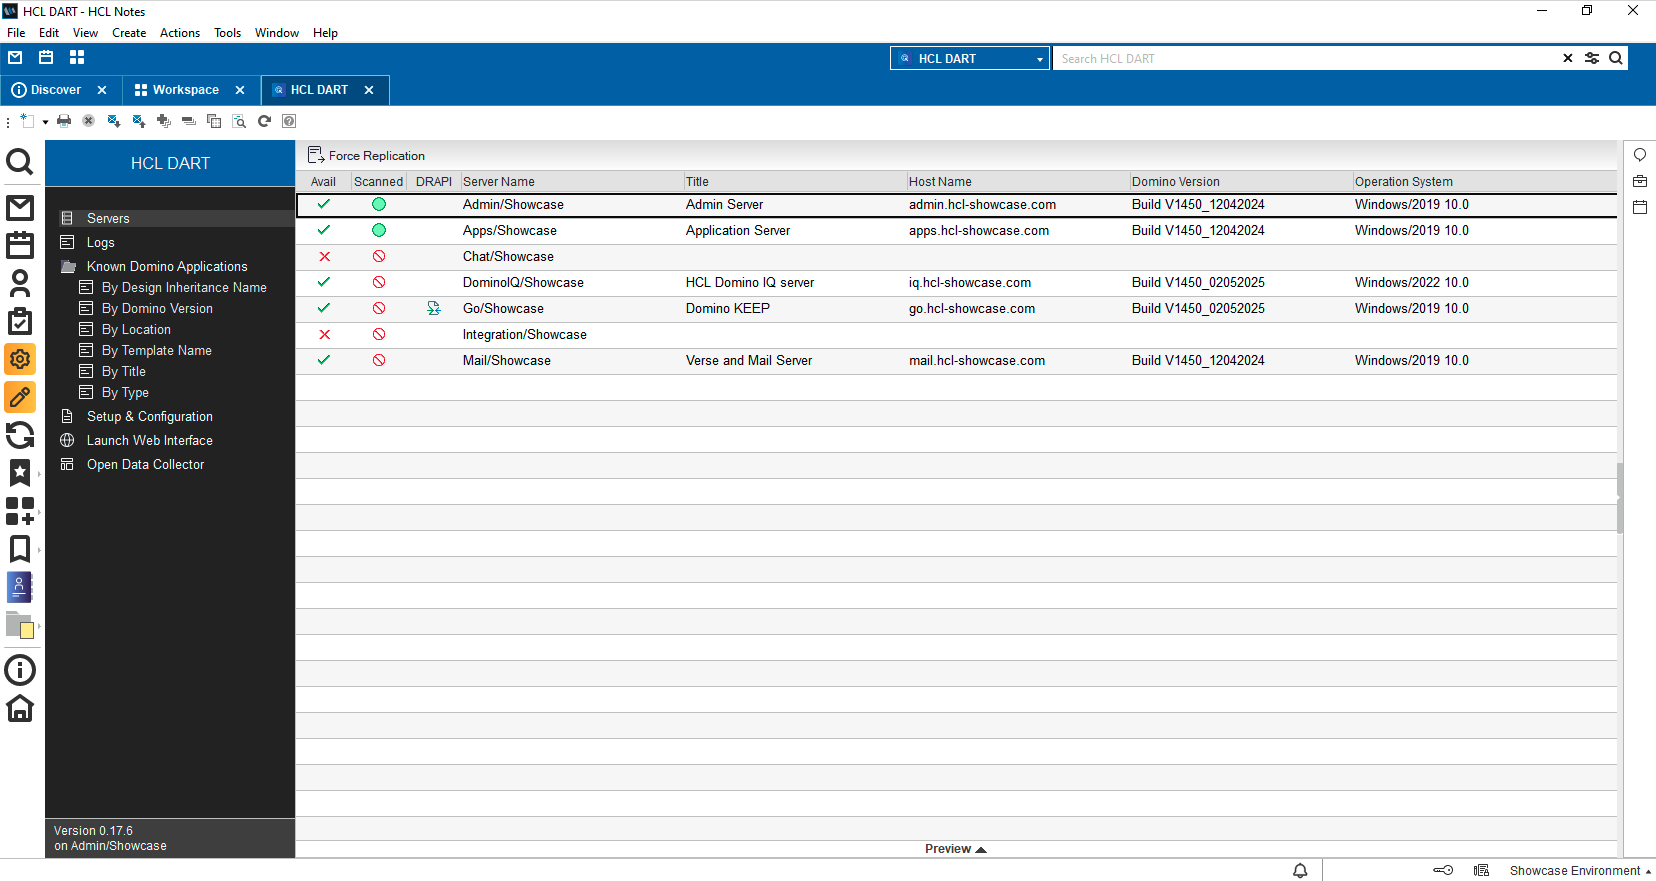 HCL DART - HCL Notes
File Edit View Create Actions Tools Window Help
HCL DART Search HCL DART
Discover Workspace HCL DART
HCL DART
Servers
Logs
Known Domino Applications
By Design Inheritance Name
By Domino Version
By Location
By Template Name
By Title
By Type
Setup & Configuration
Launch Web Interface
Open Data Collector
Version 0.17.6
on Admin/Showcase
Force Replication
Avail Scanned DRAPI Server Name Title Host Name Domino Version Operation System
Admin/Showcase Admin Server admin.hcl-showcase.com Build V1450_12042024 Windows/2019 10.0
Apps/Showcase Application Server apps.hcl-showcase.com Build V1450_12042024 Windows/2019 10.0
Chat/Showcase
DominoIQ/Showcase HCL Domino IQ server iq.hcl-showcase.com Build V1450_02052025 Windows/2022 10.0
Go/Showcase Domino KEEP go.hcl-showcase.com Build V1450_02052025 Windows/2019 10.0
Integration/Showcase
Mail/Showcase Verse and Mail Server mail.hcl-showcase.com Build V1450_12042024 Windows/2019 10.0
Preview
Showcase Environment